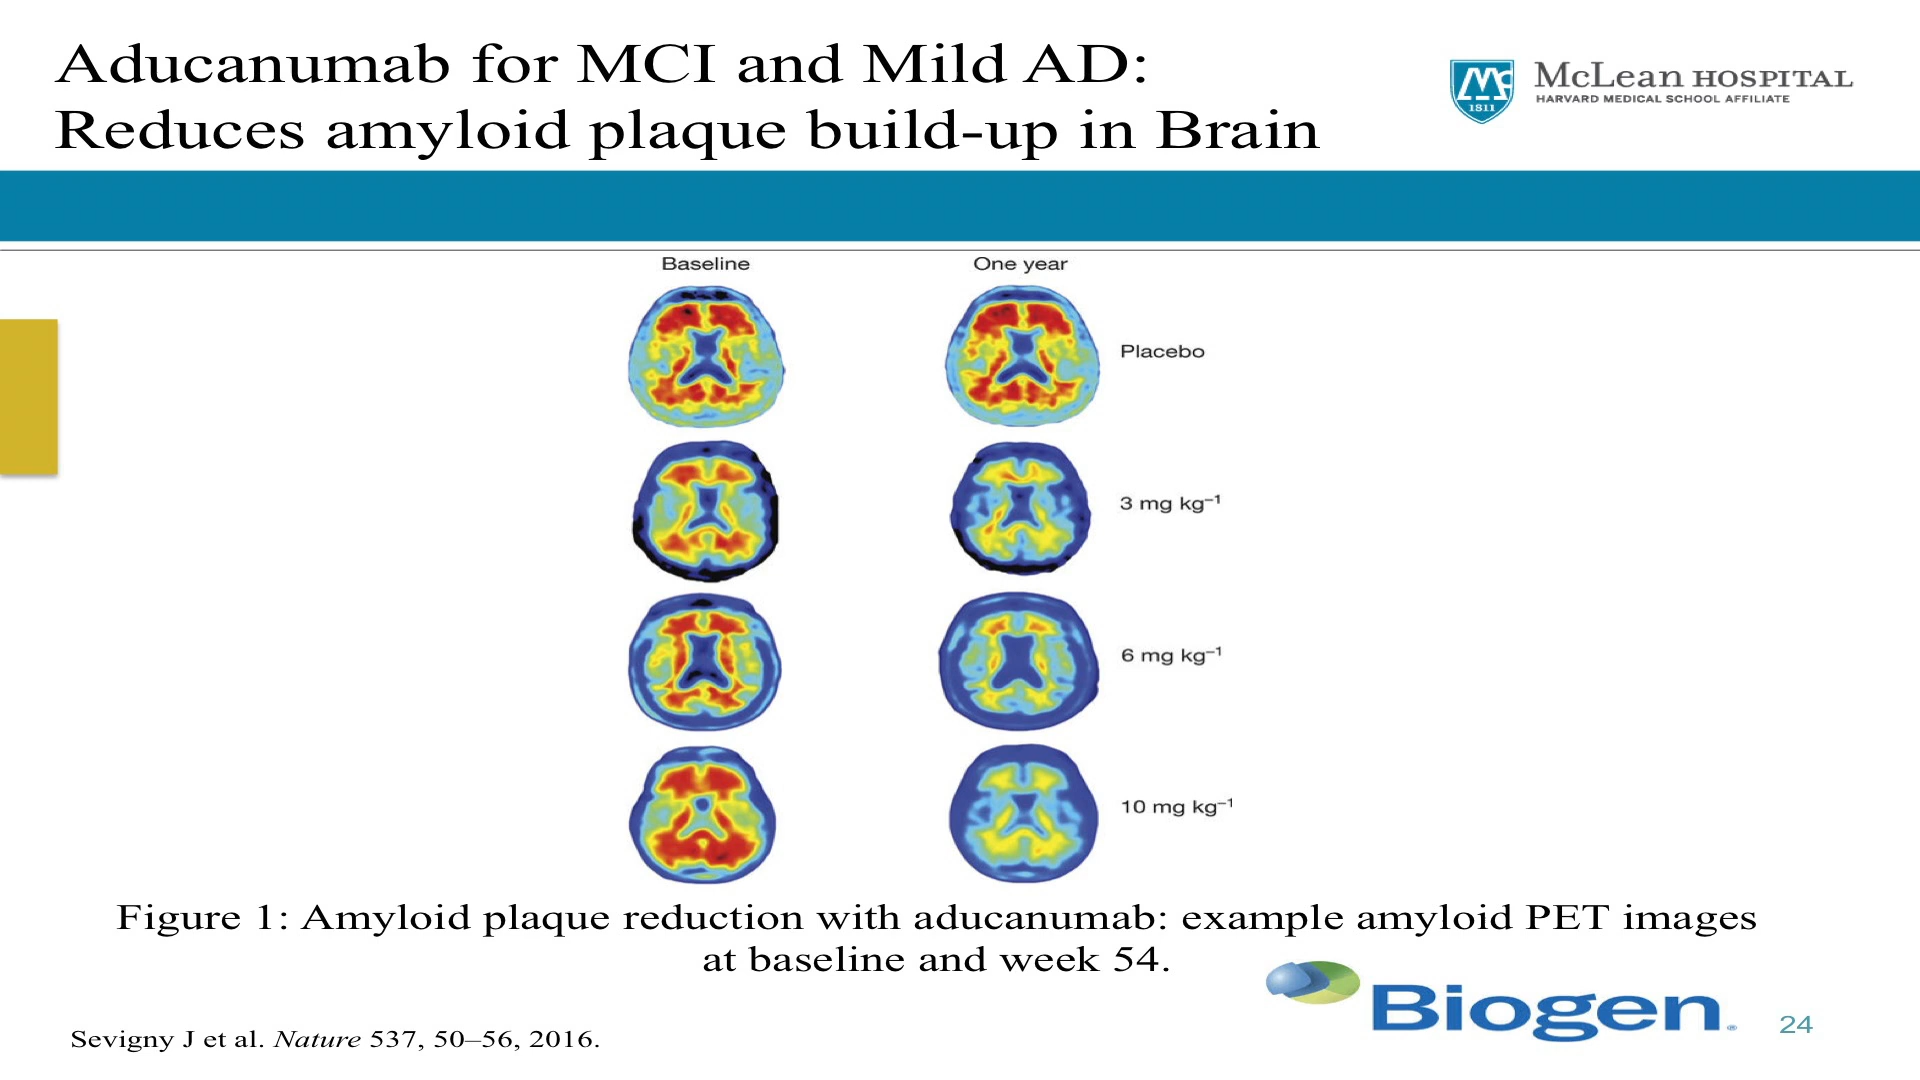 Aducanumab for MCI and Mild AD:
Reduces amyloid plaque build-up in Brain
McLean HOSPITAL
HARVARD MEDICAL SCHOOL AFFILIATE
1811
Baseline One year
Placebo
3 mg kg⁻¹
6 mg kg⁻¹
10 mg kg⁻¹
Figure 1: Amyloid plaque reduction with aducanumab: example amyloid PET images
at baseline and week 54.
Biogen.
Sevigny J et al. Nature 537, 50–56, 2016.
24